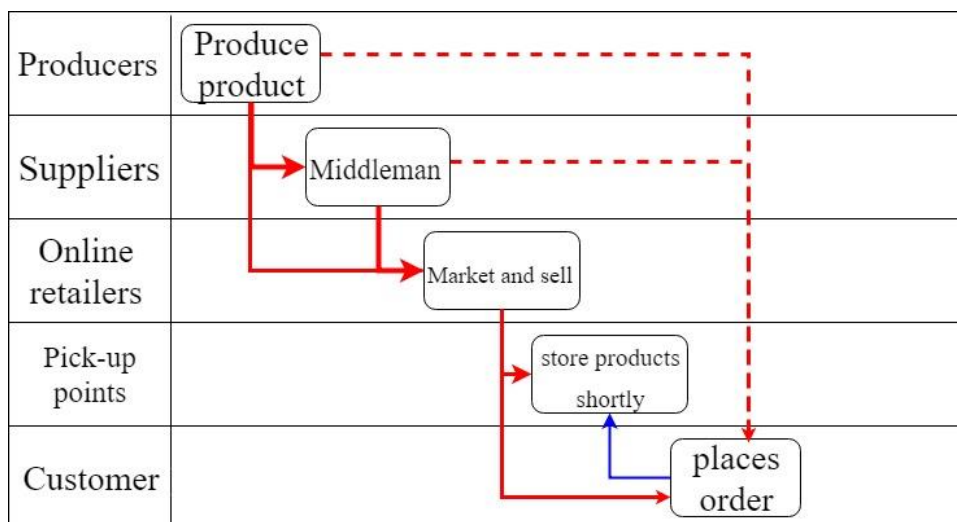 Producers
Produce
product
Suppliers
Middleman
Online
retailers
Market and sell
Pick-up
points
store products
shortly
Customer
places
order